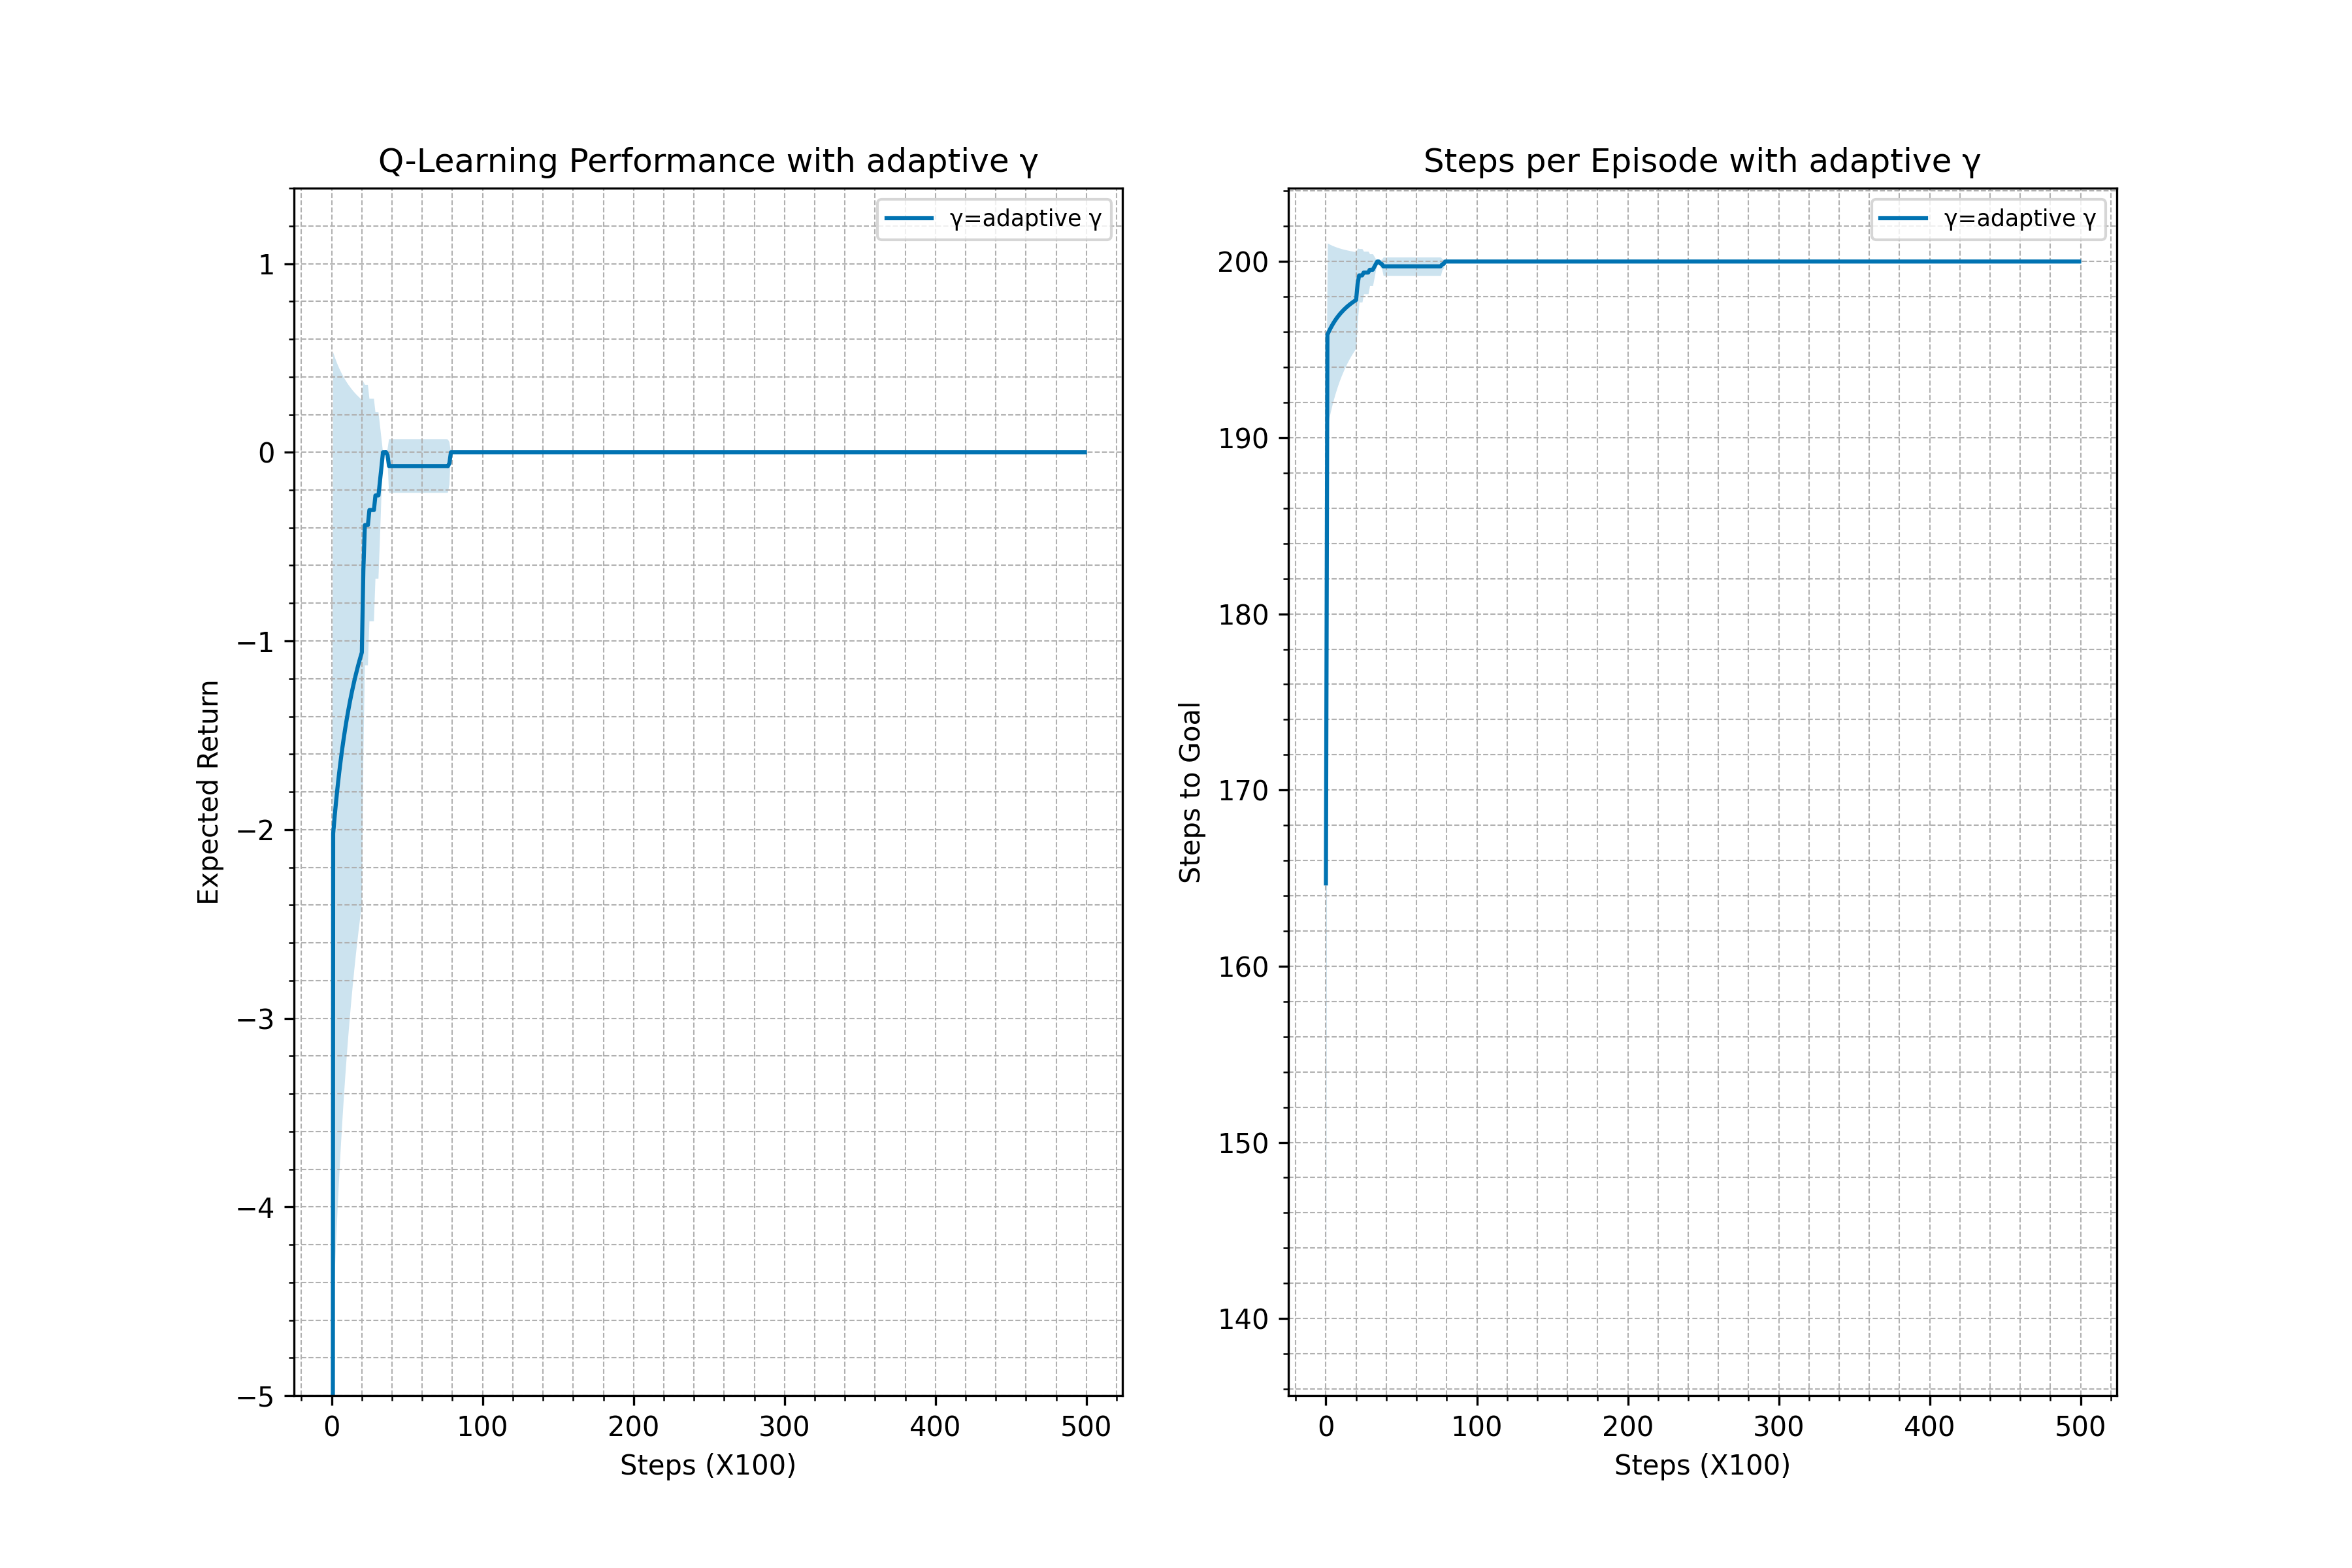 Q-Learning Performance with adaptive γ
γ=adaptive γ
Expected Return
1
0
−1
−2
−3
−4
−5
0 100 200 300 400 500
Steps (X100)
Steps per Episode with adaptive γ
γ=adaptive γ
Steps to Goal
200
190
180
170
160
150
140
0 100 200 300 400 500
Steps (X100)